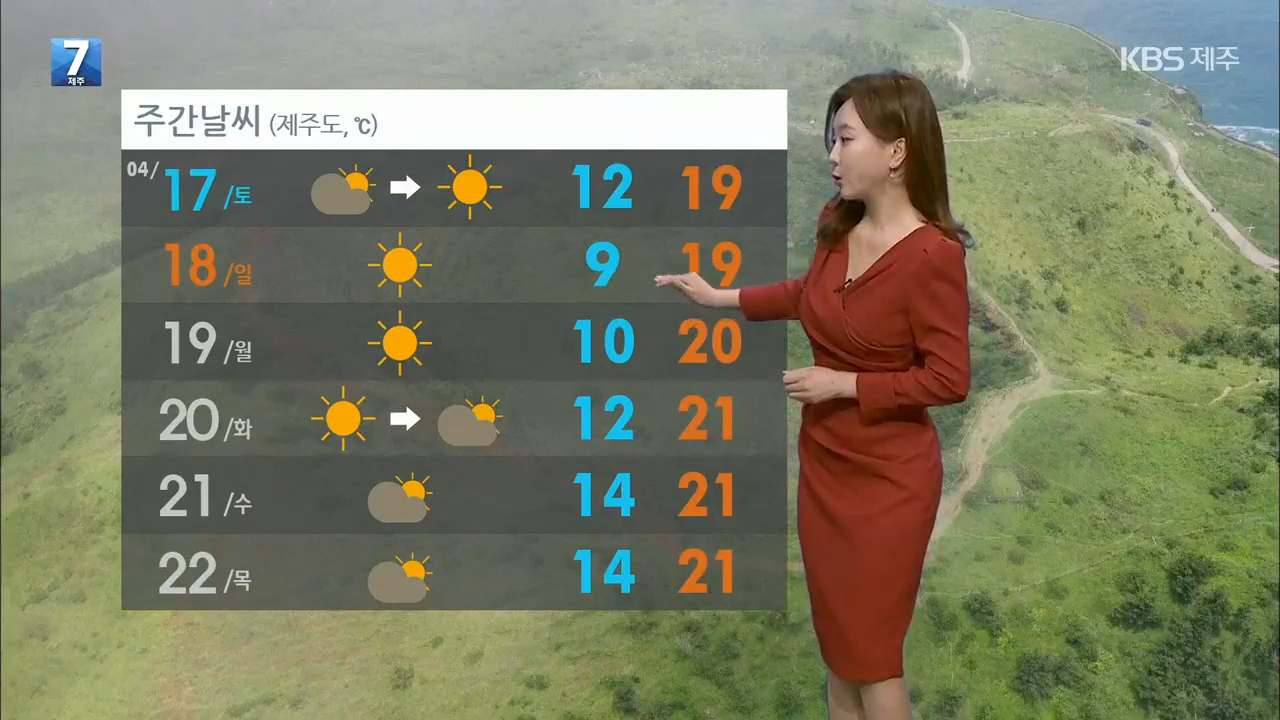 7
제주
KBS 제주
주간날씨 (제주도, ℃)
04/17/토 12 19
18/일 9 19
19/월 10 20
20/화 12 21
21/수 14 21
22/목 14 21